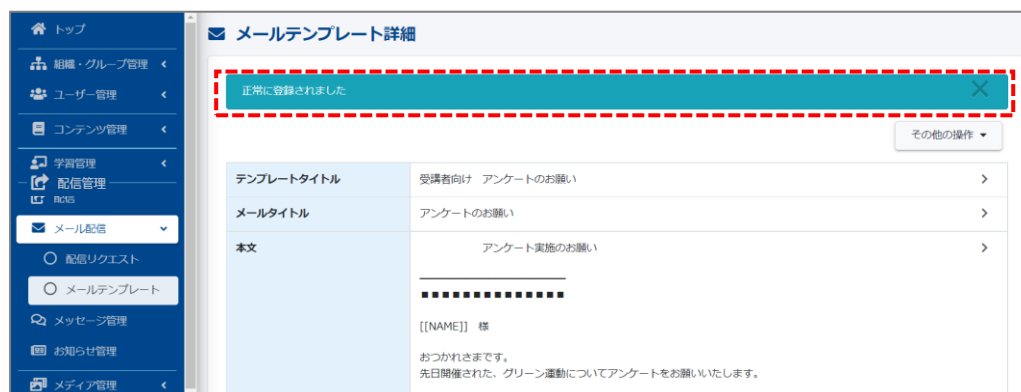 トップ
組織・グループ管理
ユーザー管理
コンテンツ管理
学習管理
配信管理
メール配信
配信リクエスト
メールテンプレート
メッセージ管理
お知らせ管理
メディア管理
メールテンプレート詳細
正常に登録されました
その他の操作
テンプレートタイトル 受講者向け アンケートのお願い
メールタイトル アンケートのお願い
本文 アンケート実施のお願い
■■■■■■■■■■■■■■
[[NAME]] 様
おつかれさまです。
先日開催された、グリーン運動についてアンケートをお願いいたします。